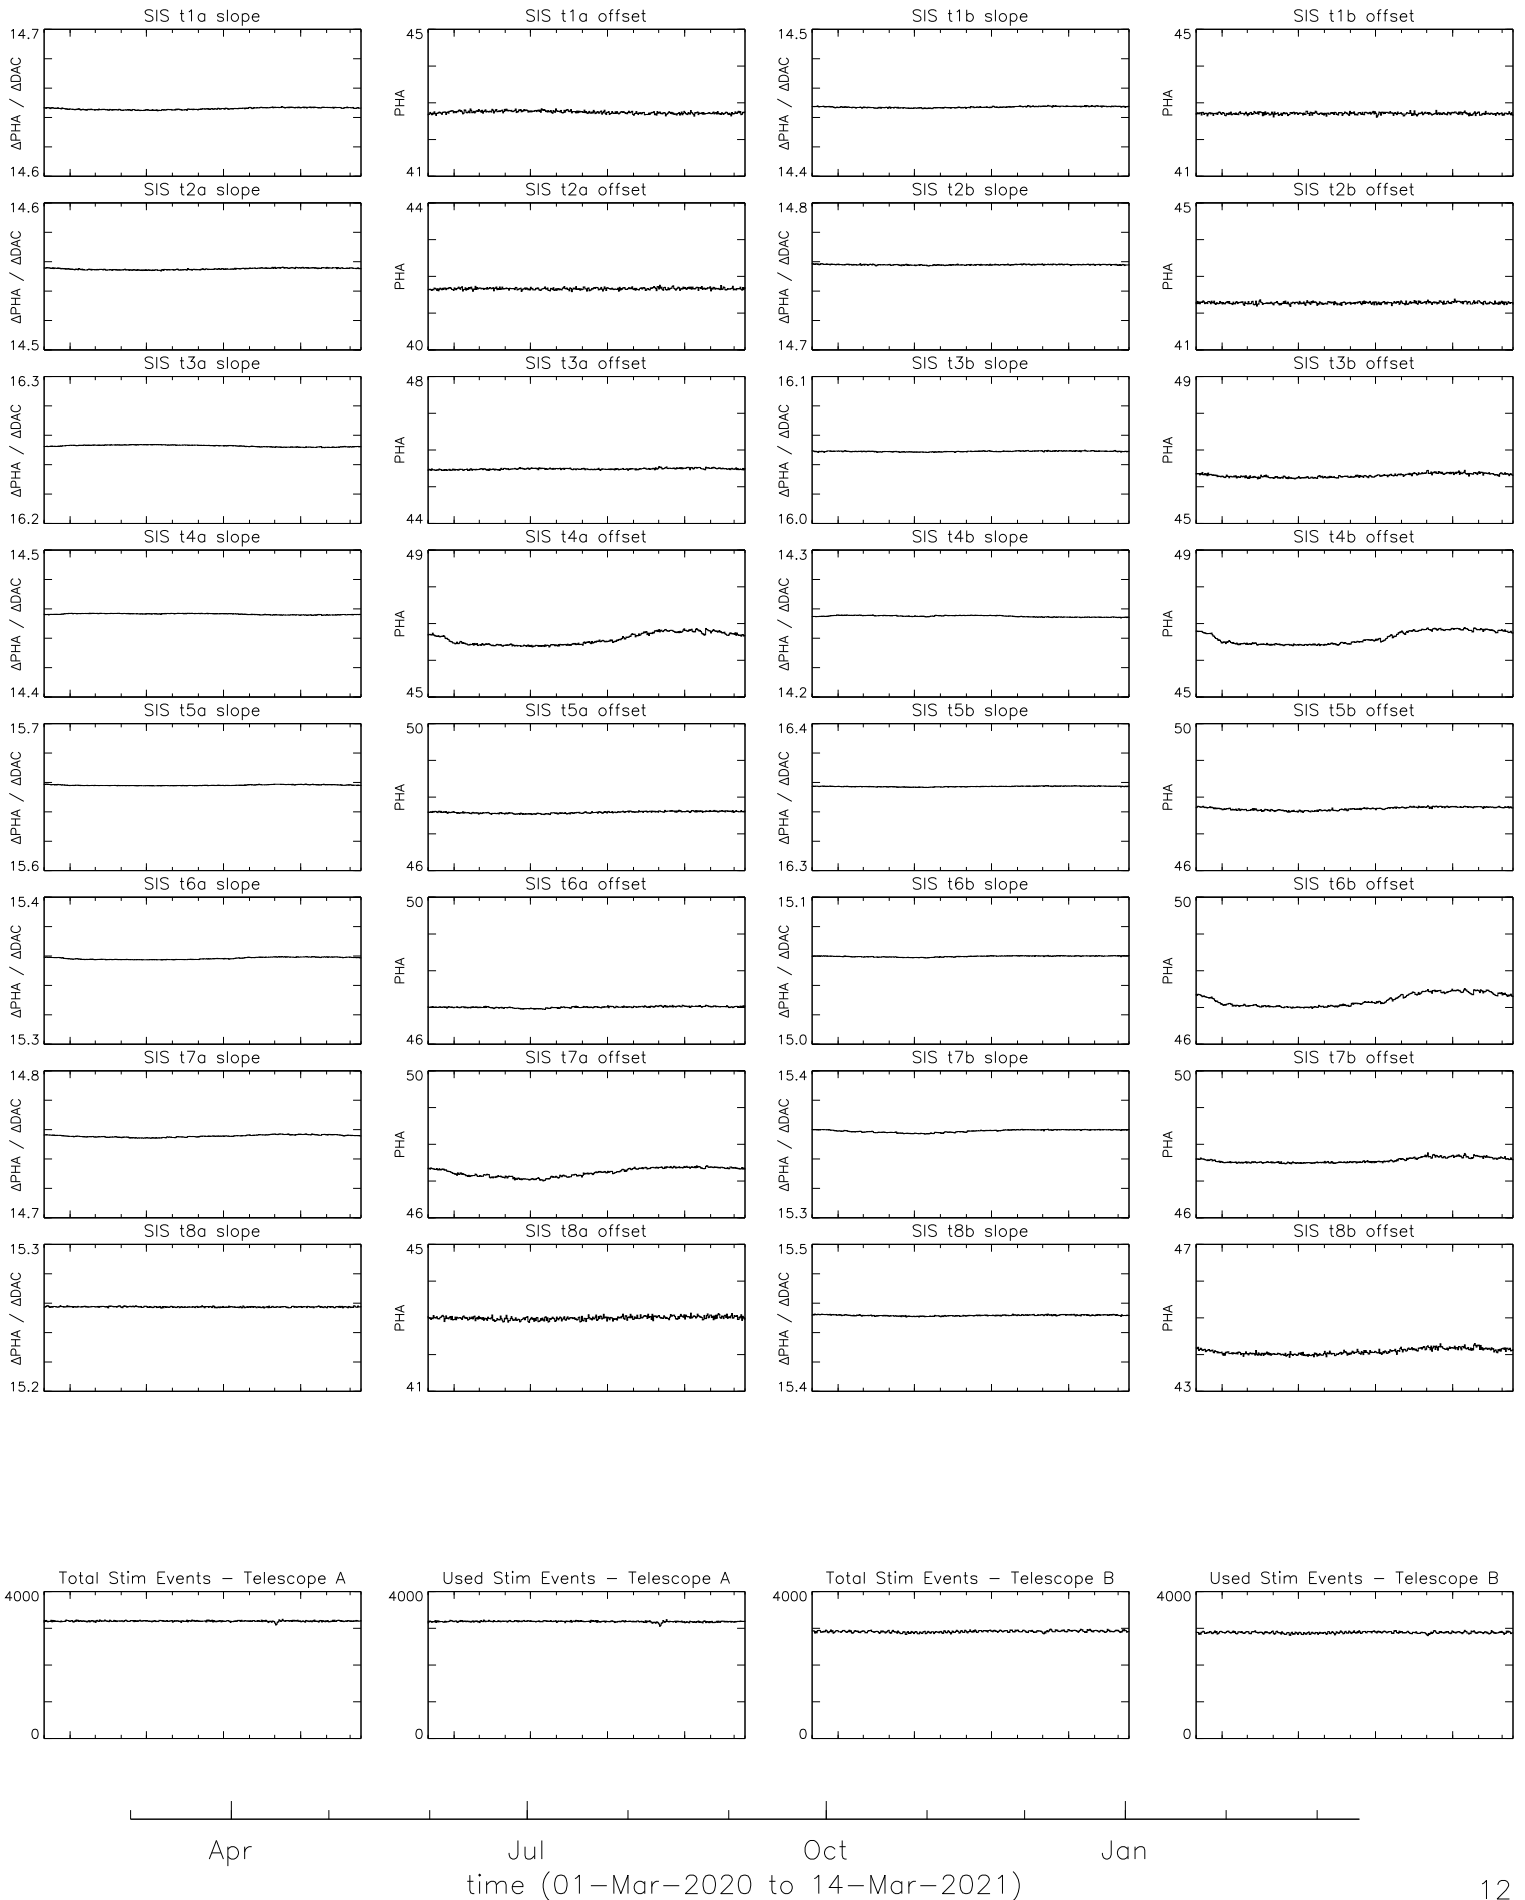 SIS t1a slope SIS t1a offset SIS t1b slope SIS t1b offset
14.7 45 14.5 45
ΔPHA / ΔDAC PHA ΔPHA / ΔDAC PHA
14.6 41 14.4 41
SIS t2a slope SIS t2a offset SIS t2b slope SIS t2b offset
14.6 44 14.8 45
ΔPHA / ΔDAC PHA ΔPHA / ΔDAC PHA
14.5 40 14.7 41
SIS t3a slope SIS t3a offset SIS t3b slope SIS t3b offset
16.3 48 16.1 49
ΔPHA / ΔDAC PHA ΔPHA / ΔDAC PHA
16.2 44 16.0 45
SIS t4a slope SIS t4a offset SIS t4b slope SIS t4b offset
14.5 49 14.3 49
ΔPHA / ΔDAC PHA ΔPHA / ΔDAC PHA
14.4 45 14.2 45
SIS t5a slope SIS t5a offset SIS t5b slope SIS t5b offset
15.7 50 16.4 50
ΔPHA / ΔDAC PHA ΔPHA / ΔDAC PHA
15.6 46 16.3 46
SIS t6a slope SIS t6a offset SIS t6b slope SIS t6b offset
15.4 50 15.1 50
ΔPHA / ΔDAC PHA ΔPHA / ΔDAC PHA
15.3 46 15.0 46
SIS t7a slope SIS t7a offset SIS t7b slope SIS t7b offset
14.8 50 15.4 50
ΔPHA / ΔDAC PHA ΔPHA / ΔDAC PHA
14.7 46 15.3 46
SIS t8a slope SIS t8a offset SIS t8b slope SIS t8b offset
15.3 45 15.5 47
ΔPHA / ΔDAC PHA ΔPHA / ΔDAC PHA
15.2 41 15.4 43
Total Stim Events – Telescope A Used Stim Events – Telescope A Total Stim Events – Telescope B Used Stim Events – Telescope B
4000 4000 4000 4000
0 0 0 0
Apr Jul Oct Jan
time (01–Mar–2020 to 14–Mar–2021)
12